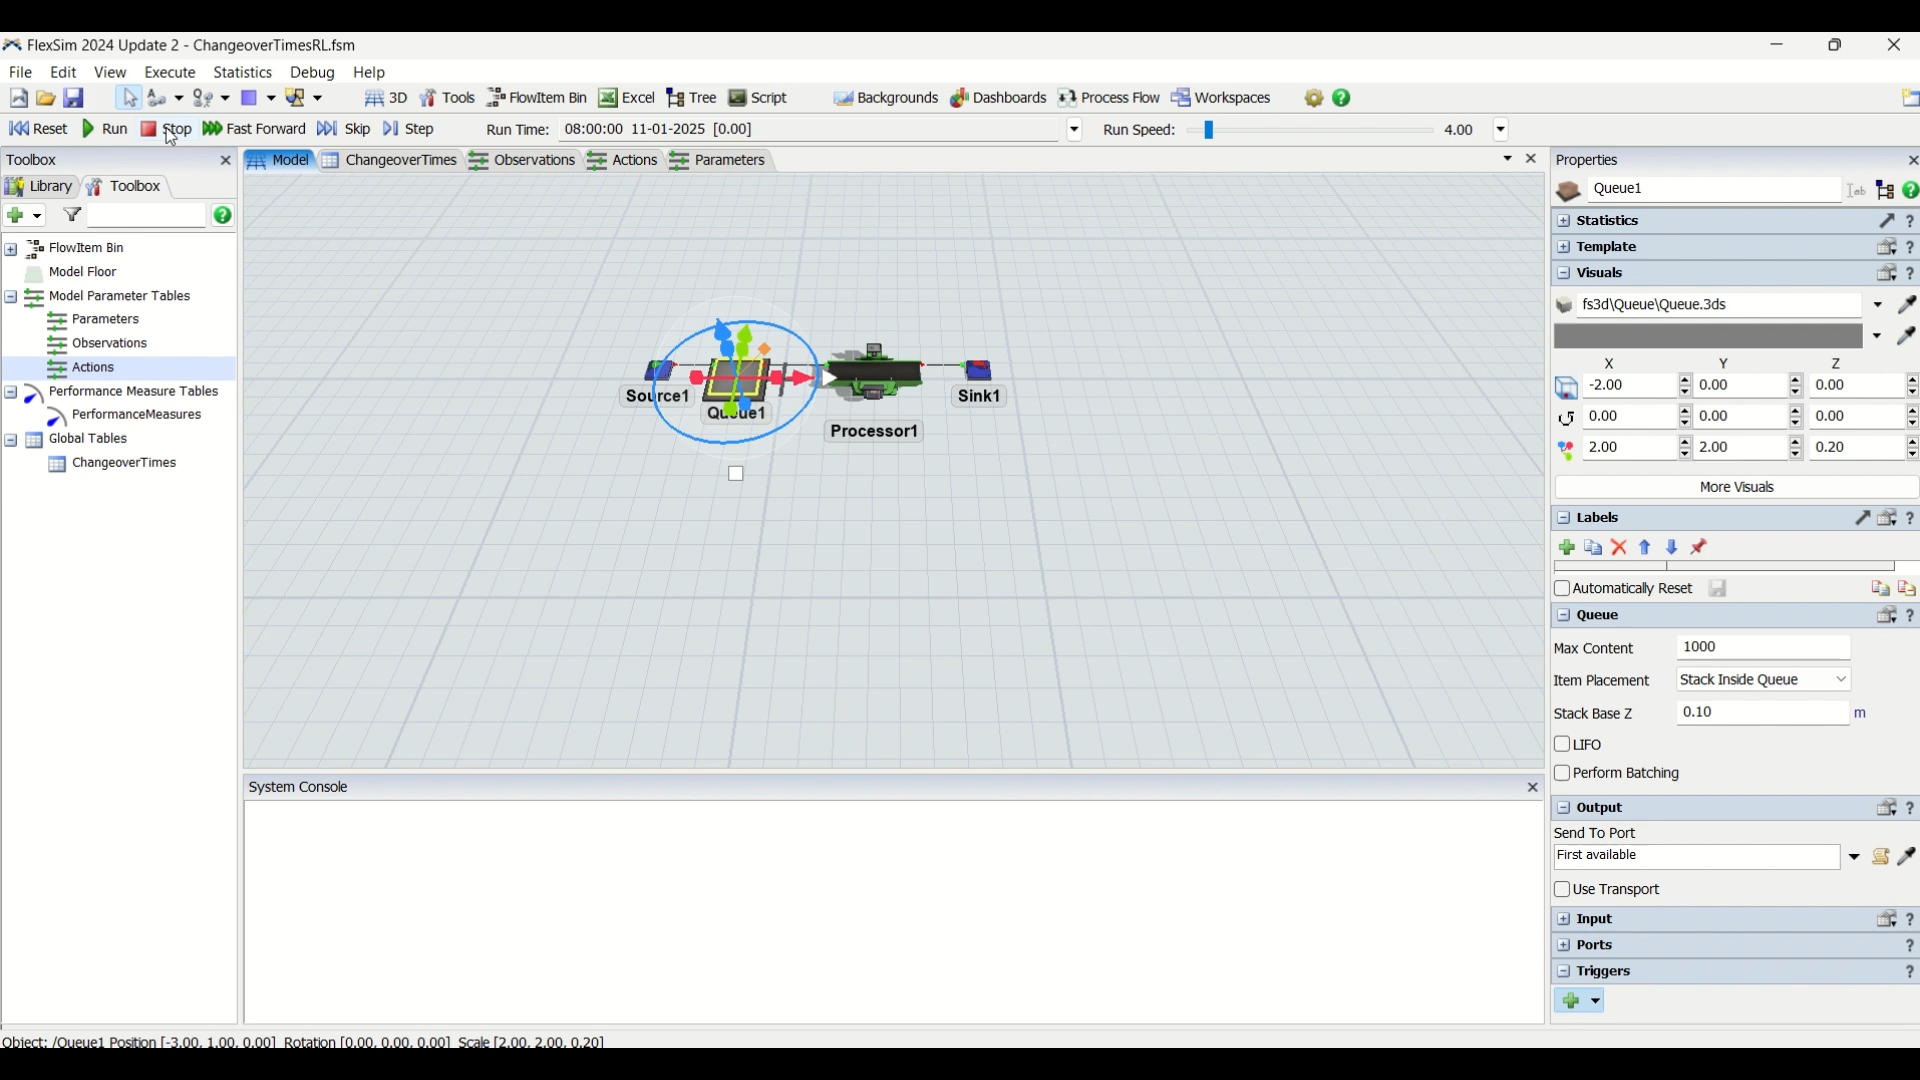 FlexSim 2024 Update 2 - ChangeoverTimesRL.fsm
File Edit View Execute Statistics Debug Help
3D Tools FlowItem Bin Excel Tree Script Backgrounds Dashboards Process Flow Workspaces
Reset Run Stop Fast Forward Skip Step Run Time: 08:00:00 11-01-2025 [0.00] Run Speed: 4.00
Toolbox
Library Toolbox
FlowItem Bin
Model Floor
Model Parameter Tables
Parameters
Observations
Actions
Performance Measure Tables
PerformanceMeasures
Global Tables
ChangeoverTimes
Model ChangeoverTimes Observations Actions Parameters
Source1
Queue1
Processor1
Sink1
System Console
Properties
Queue1
Statistics
Template
Visuals
fs3d\Queue\Queue.3ds
X Y Z
-2.00 0.00 0.00
0.00 0.00 0.00
2.00 2.00 0.20
More Visuals
Labels
Automatically Reset
Queue
Max Content 1000
Item Placement Stack Inside Queue
Stack Base Z 0.10 m
LIFO
Perform Batching
Output
Send To Port
First available
Use Transport
Input
Ports
Triggers
Object: /Queue1 Position [-3.00, 1.00, 0.00] Rotation [0.00, 0.00, 0.00] Scale [2.00, 2.00, 0.20]